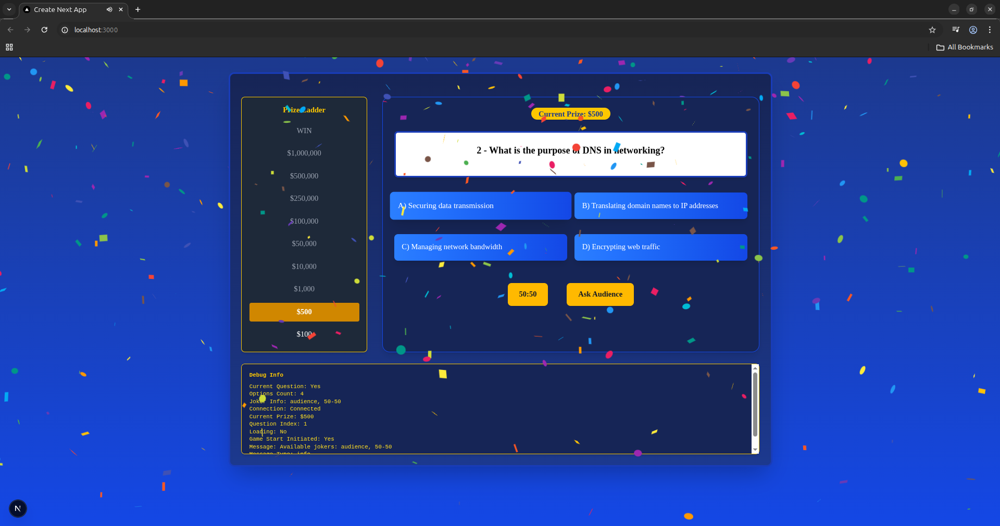 Create Next App
localhost:3000
All Bookmarks
Prize Ladder
WIN
$1,000,000
$500,000
$250,000
$100,000
$50,000
$10,000
$1,000
$500
$100
Current Prize: $500
2 - What is the purpose of DNS in networking?
A) Securing data transmission
B) Translating domain names to IP addresses
C) Managing network bandwidth
D) Encrypting web traffic
50:50
Ask Audience
Debug Info
Current Question: Yes
Options Count: 4
Joker Info: audience, 50-50
Connection: Connected
Current Prize: $500
Question Index: 1
Loading: No
Game Start Initiated: Yes
Message: Available jokers: audience, 50-50
Message Type: info
N